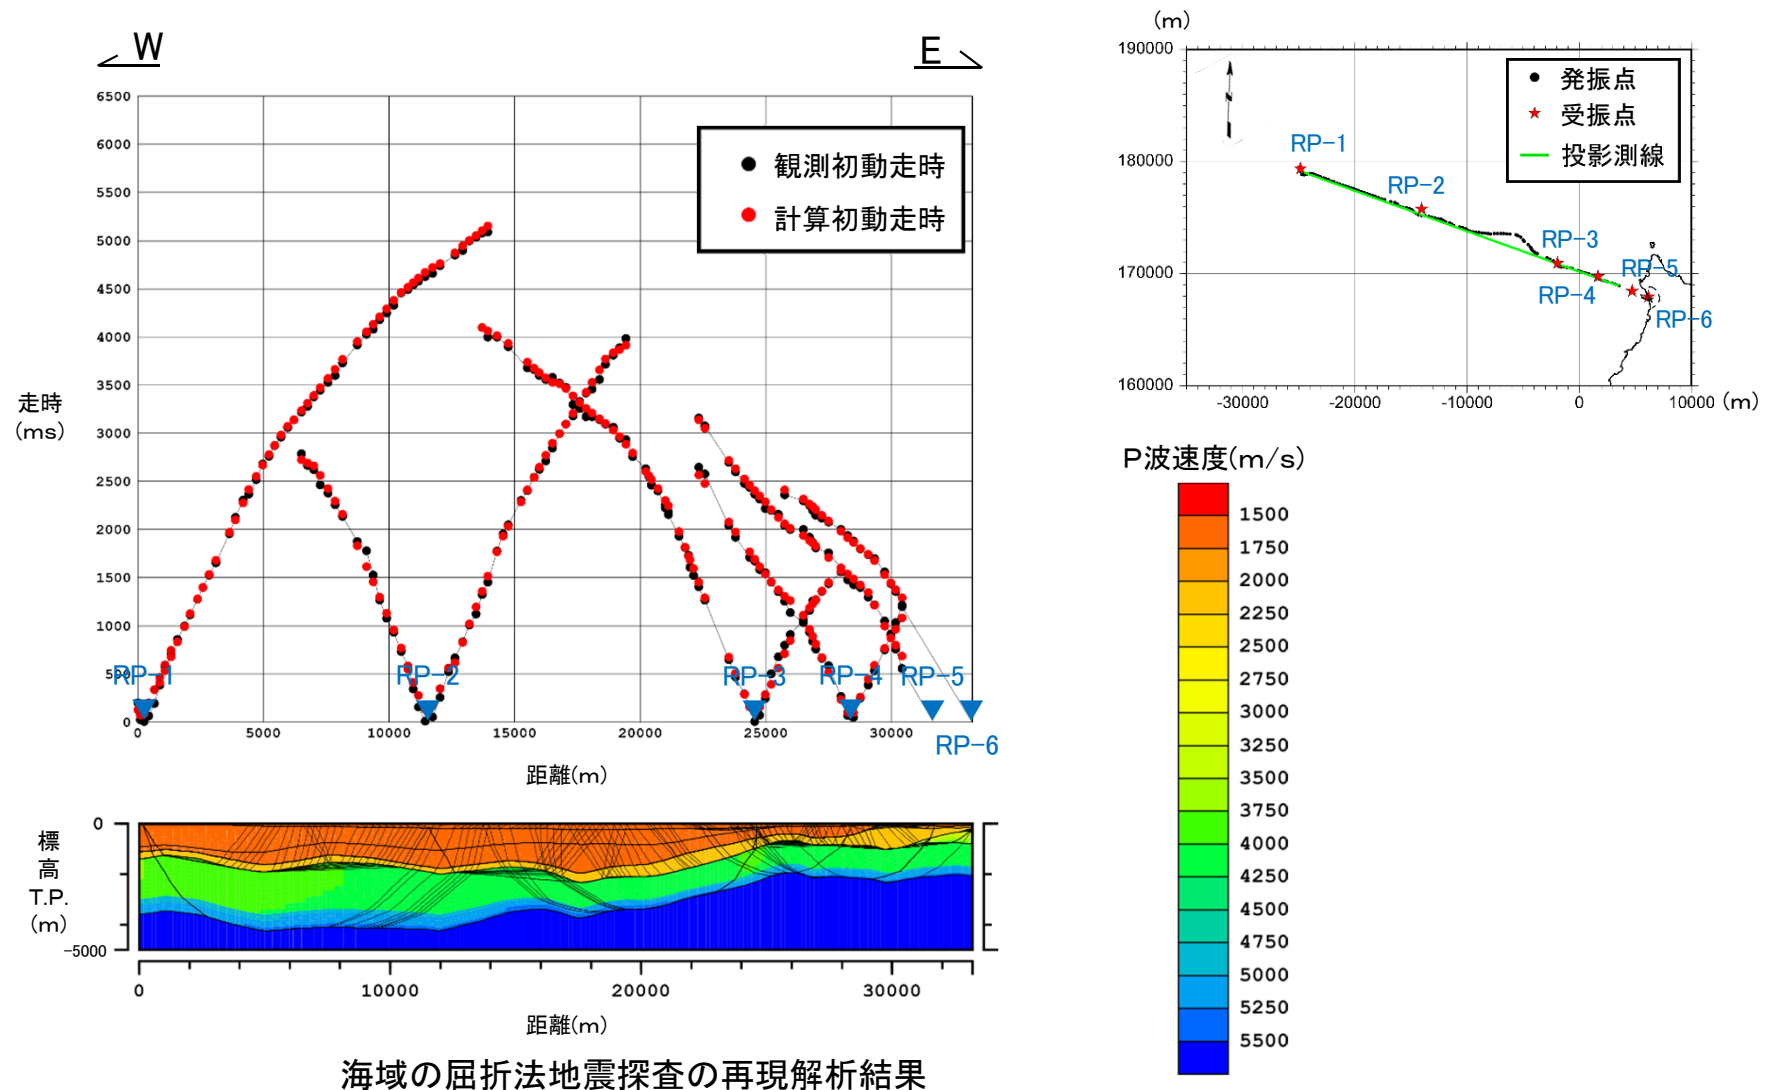 W
E
6500
6000
5500
5000
4500
4000
3500
3000
2500
2000
1500
1000
500
0
走時
(ms)
観測初動走時
計算初動走時
RP-1
RP-2
RP-3
RP-4
RP-5
RP-6
0
5000
10000
15000
20000
25000
30000
距離(m)
標
高
T.P.
(m)
0
-5000
0
10000
20000
30000
距離(m)
海域の屈折法地震探査の再現解析結果
(m)
190000
180000
170000
160000
発振点
受振点
投影測線
N
RP-1
RP-2
RP-3
RP-4
RP-5
RP-6
-30000
-20000
-10000
0
10000 (m)
P波速度(m/s)
1500
1750
2000
2250
2500
2750
3000
3250
3500
3750
4000
4250
4500
4750
5000
5250
5500